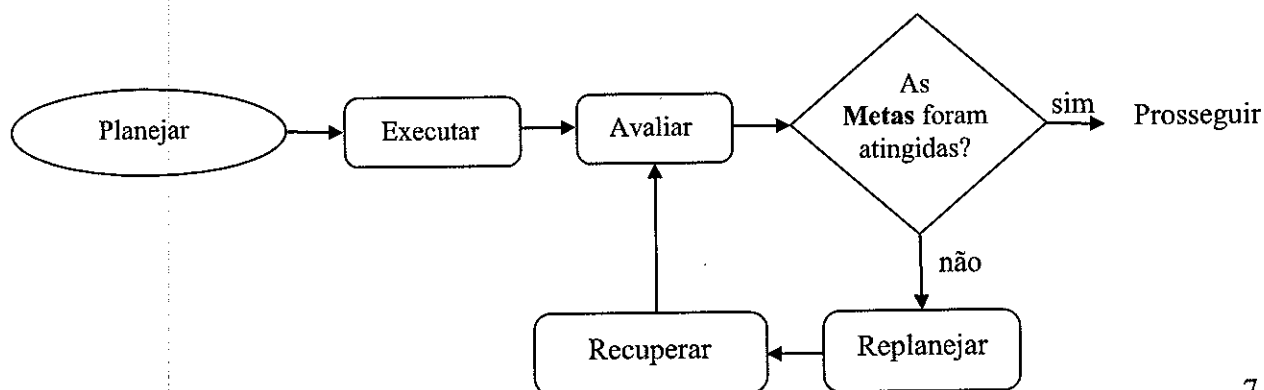 Planejar
Executar
Avaliar
As
Metas foram
atingidas?
sim
Prosseguir
não
Replanejar
Recuperar
7